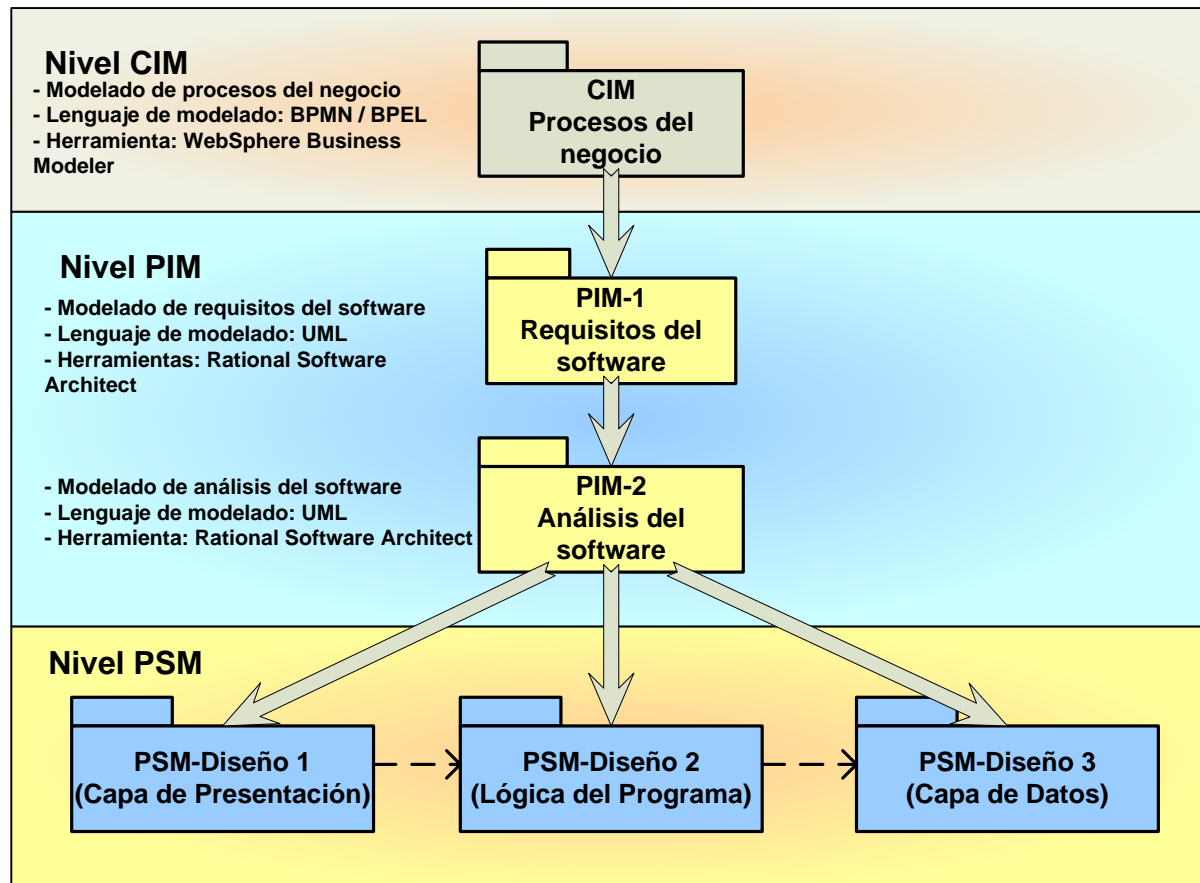 Nivel CIM
- Modelado de procesos del negocio
- Lenguaje de modelado: BPMN / BPEL
- Herramienta: WebSphere Business
Modeler
CIM
Procesos del
negocio
Nivel PIM
- Modelado de requisitos del software
- Lenguaje de modelado: UML
- Herramientas: Rational Software
Architect
PIM-1
Requisitos del
software
- Modelado de análisis del software
- Lenguaje de modelado: UML
- Herramienta: Rational Software Architect
PIM-2
Análisis del
software
Nivel PSM
PSM-Diseño 1
(Capa de Presentación)
PSM-Diseño 2
(Lógica del Programa)
PSM-Diseño 3
(Capa de Datos)